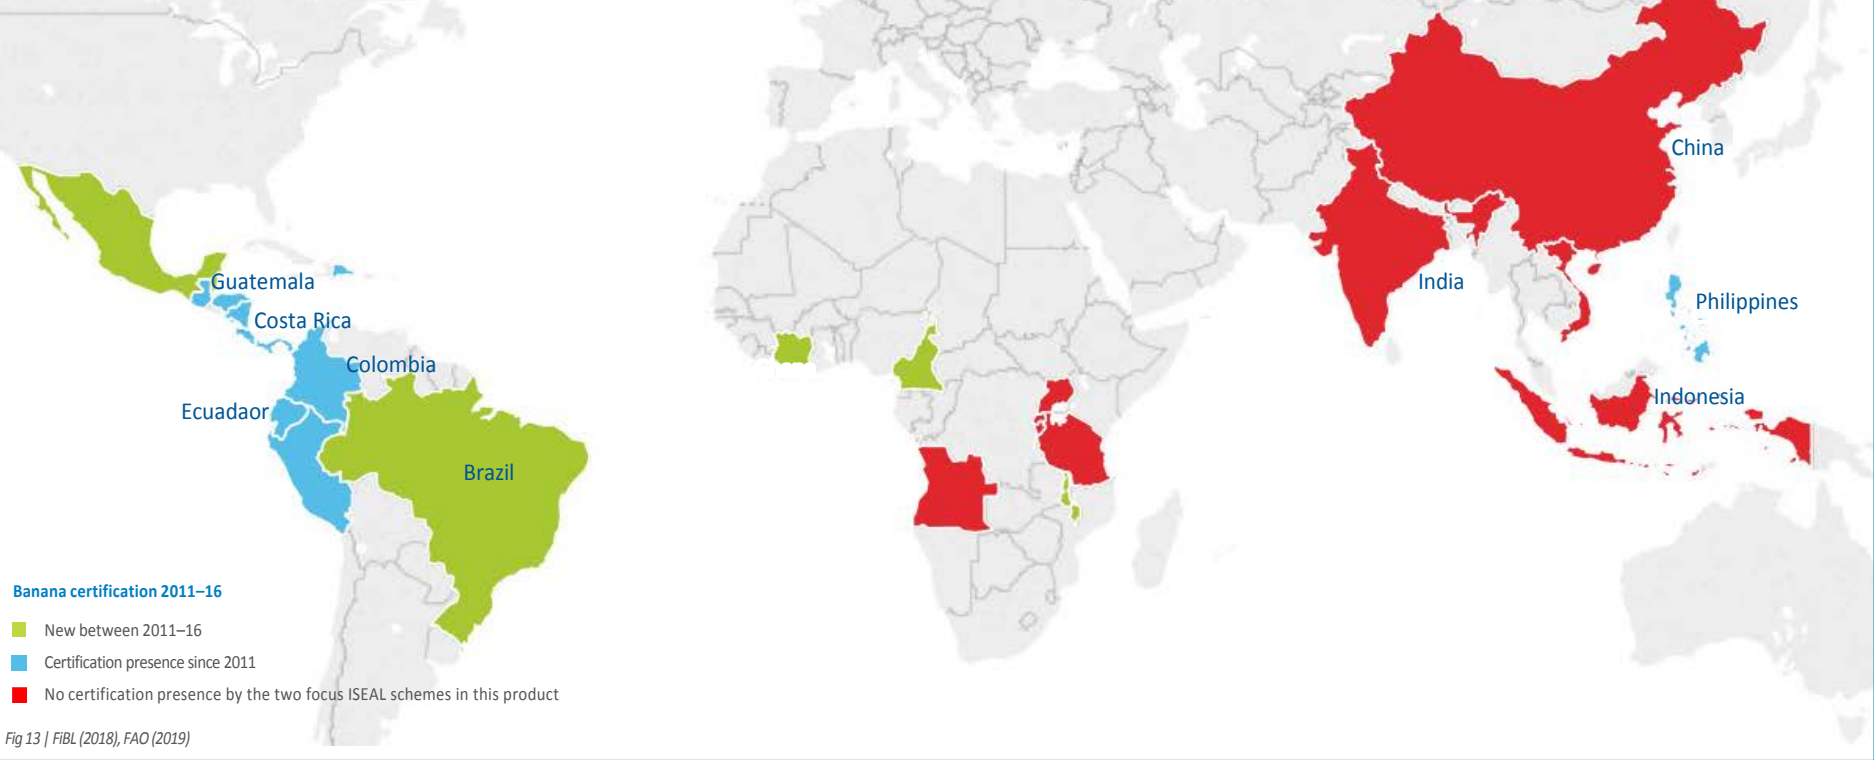 China
Guatemala
India
Philippines
Costa Rica
Colombia
Indonesia
Ecuadaor
Brazil
Banana certification 2011–16
New between 2011–16
Certification presence since 2011
No certification presence by the two focus ISEAL schemes in this product
Fig 13 | FiBL (2018), FAO (2019)